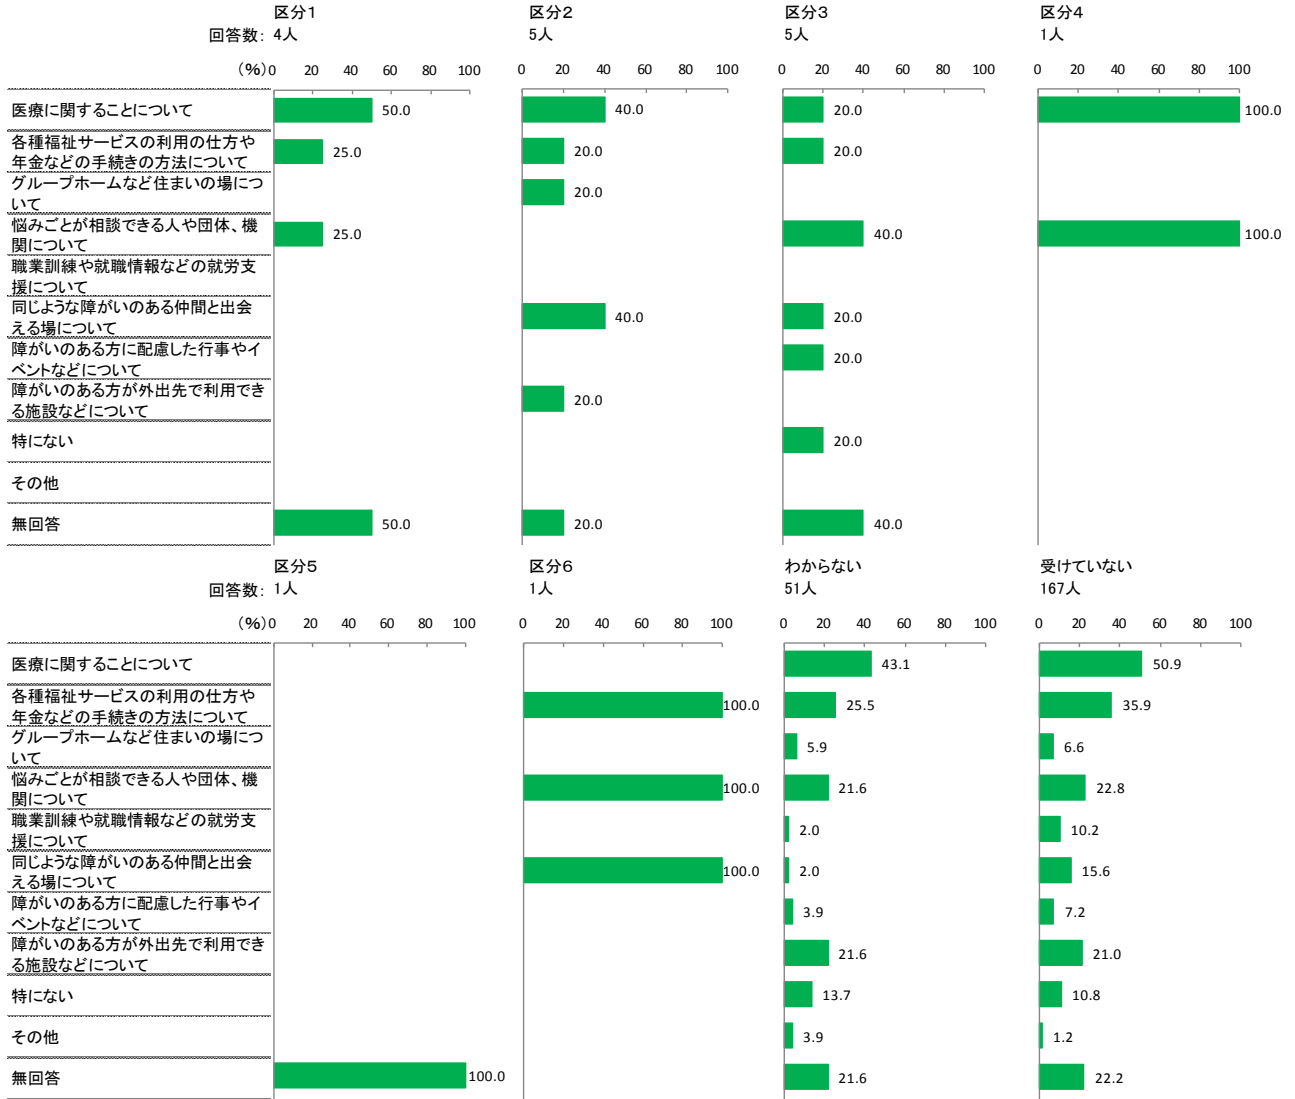 区分1 区分2 区分3 区分4
回答数： 4人 5人 5人 1人
(%) 0 20 40 60 80 100 0 20 40 60 80 100 0 20 40 60 80 100 0 20 40 60 80 100
医療に関することについて 50.0 40.0 20.0 100.0
各種福祉サービスの利用の仕方や
年金などの手続きの方法について 25.0 20.0 20.0
グループホームなど住まいの場につ
いて 20.0
悩みごとが相談できる人や団体、機
関について 25.0 40.0 100.0
職業訓練や就職情報などの就労支
援について
同じような障がいのある仲間と出会
える場について 40.0 20.0
障がいのある方に配慮した行事やイ
ベントなどについて 20.0
障がいのある方が外出先で利用でき
る施設などについて 20.0
特にない 20.0
その他
無回答 50.0 20.0 40.0
区分5 区分6 わからない 受けていない
回答数： 1人 1人 51人 167人
(%) 0 20 40 60 80 100 0 20 40 60 80 100 0 20 40 60 80 100 0 20 40 60 80 100
医療に関することについて 43.1 50.9
各種福祉サービスの利用の仕方や
年金などの手続きの方法について 100.0 25.5 35.9
グループホームなど住まいの場につ
いて 5.9 6.6
悩みごとが相談できる人や団体、機
関について 100.0 21.6 22.8
職業訓練や就職情報などの就労支
援について 2.0 10.2
同じような障がいのある仲間と出会
える場について 100.0 2.0 15.6
障がいのある方に配慮した行事やイ
ベントなどについて 3.9 7.2
障がいのある方が外出先で利用でき
る施設などについて 21.6 21.0
特にない 13.7 10.8
その他 3.9 1.2
無回答 100.0 21.6 22.2